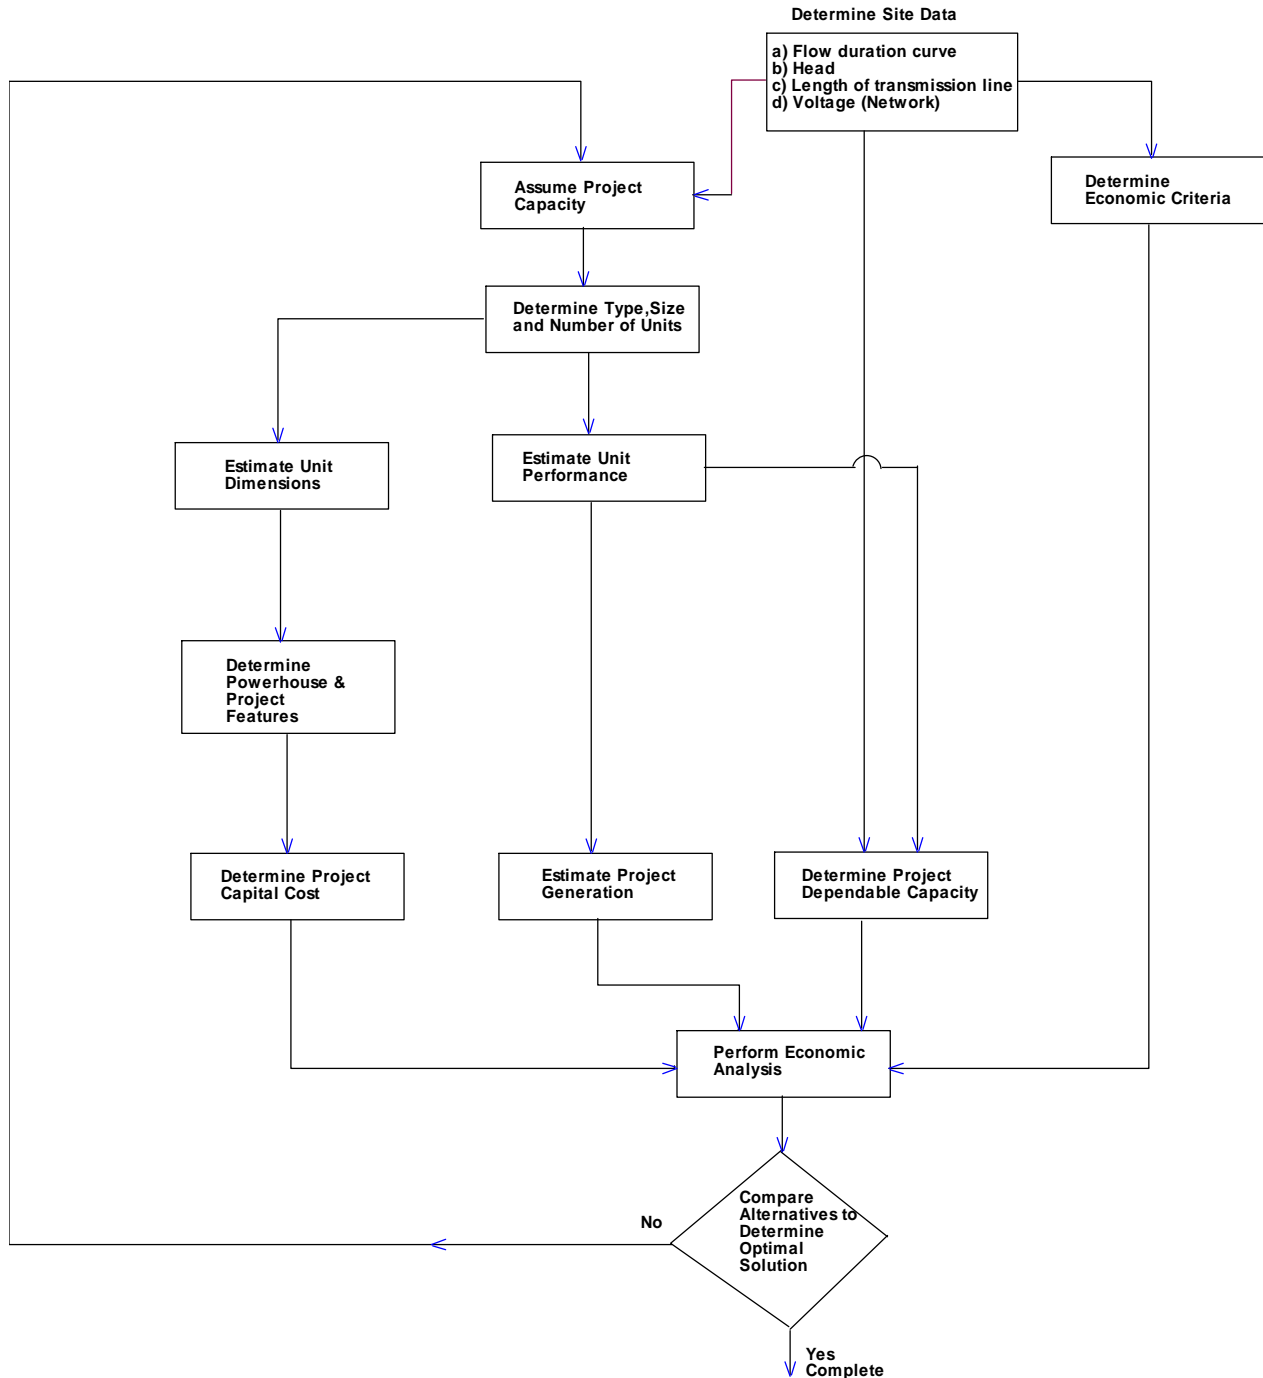 Determine Site Data
a) Flow duration curve
b) Head
c) Length of transmission line
d) Voltage (Network)
Assume Project
Capacity
Determine
Economic Criteria
Determine Type,Size
and Number of Units
Estimate Unit
Dimensions
Estimate Unit
Performance
Determine
Powerhouse &
Project
Features
Determine Project
Capital Cost
Estimate Project
Generation
Determine Project
Dependable Capacity
Perform Economic
Analysis
Compare
Alternatives to
Determine
Optimal
Solution
No
Yes
Complete